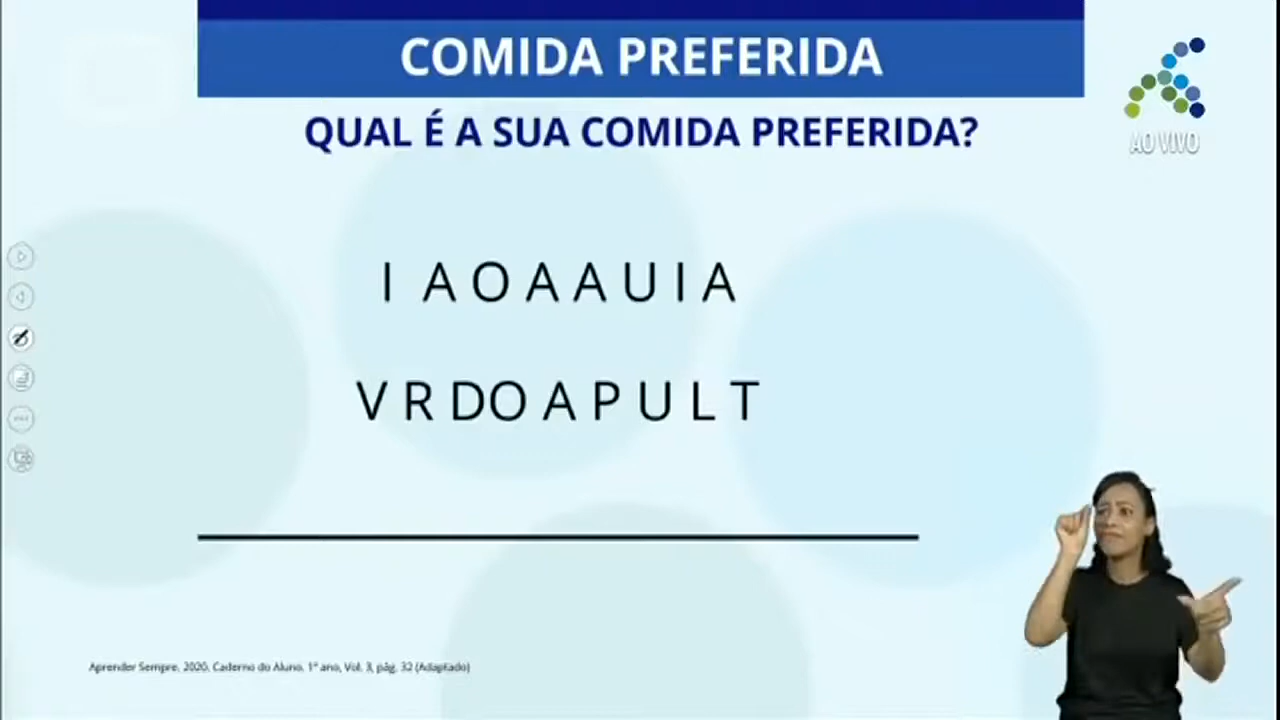 COMIDA PREFERIDA
AO VIVO
QUAL É A SUA COMIDA PREFERIDA?
I A O A A U I A
V R D O A P U L T
Aprender Sempre. 2020. Caderno do Aluno. 1º ano, Vol. 3, pág. 32 (Adaptado)